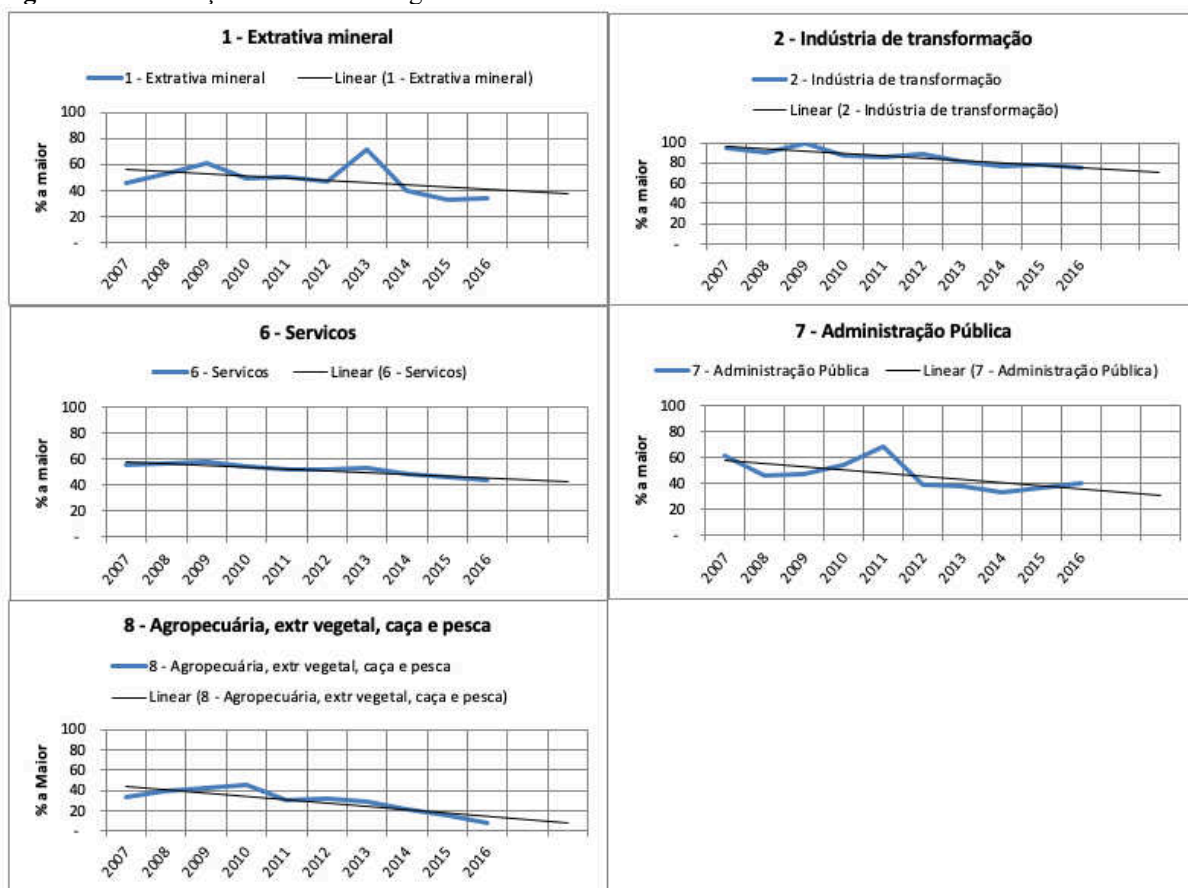 1 - Extrativa mineral
1 - Extrativa mineral Linear (1 - Extrativa mineral)
% a maior
100
80
60
40
20
-
2007 2008 2009 2010 2011 2012 2013 2014 2015 2016
2 - Indústria de transformação
2 - Indústria de transformação
Linear (2 - Indústria de transformação)
% a maior
100
80
60
40
20
-
2007 2008 2009 2010 2011 2012 2013 2014 2015 2016
6 - Servicos
6 - Servicos Linear (6 - Servicos)
% a maior
100
80
60
40
20
-
2007 2008 2009 2010 2011 2012 2013 2014 2015 2016
7 - Administração Pública
7 - Administração Pública Linear (7 - Administração Pública)
% a maior
100
80
60
40
20
-
2007 2008 2009 2010 2011 2012 2013 2014 2015 2016
8 - Agropecuária, extr vegetal, caça e pesca
8 - Agropecuária, extr vegetal, caça e pesca
Linear (8 - Agropecuária, extr vegetal, caça e pesca)
% a Maior
100
80
60
40
20
-
2007 2008 2009 2010 2011 2012 2013 2014 2015 2016